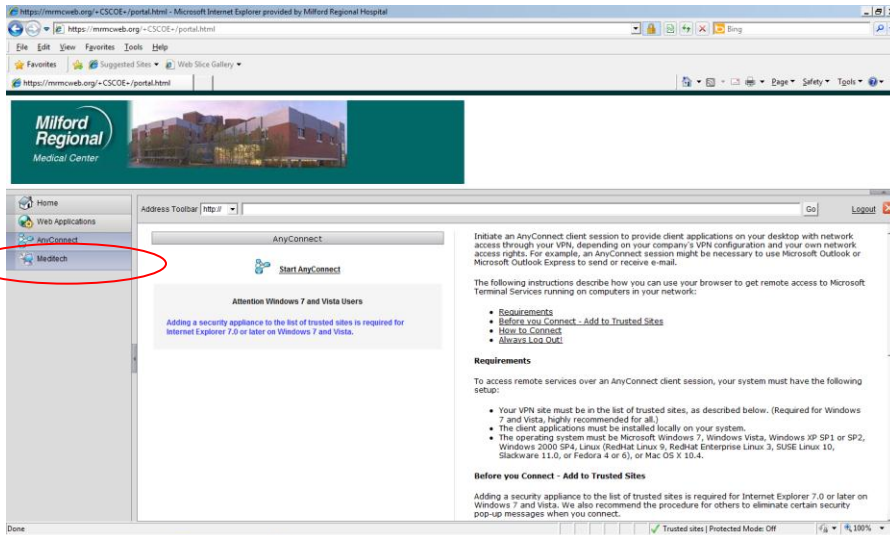 https://mrmcweb.org/+CSCOE+/portal.html - Microsoft Internet Explorer provided by Milford Regional Hospital
https://mrmcweb.org/+CSCOE+/portal.html
Bing
File Edit View Favorites Tools Help
Favorites Suggested Sites Web Slice Gallery
https://mrmcweb.org/+CSCOE+/portal.html
Page Safety Tools
Milford
Regional
Medical Center
Home
Web Applications
AnyConnect
Meditech
Address Toolbar http:// Go Logout
AnyConnect
Start AnyConnect
Attention Windows 7 and Vista Users
Adding a security appliance to the list of trusted sites is required for
Internet Explorer 7.0 or later on Windows 7 and Vista.
Initiate an AnyConnect client session to provide client applications on your desktop with network
access through your VPN, depending on your company's VPN configuration and your own network
access rights. For example, an AnyConnect session might be necessary to use Microsoft Outlook or
Microsoft Outlook Express to send or receive e-mail.
The following instructions describe how you can use your browser to get remote access to Microsoft
Terminal Services running on computers in your network:
• Requirements
• Before you Connect - Add to Trusted Sites
• How to Connect
• Always Log Out!
Requirements
To access remote services over an AnyConnect client session, your system must have the following
setup:
• Your VPN site must be in the list of trusted sites, as described below. (Required for Windows
7 and Vista, highly recommended for all.)
• The client applications must be installed locally on your system.
• The operating system must be Microsoft Windows 7, Windows Vista, Windows XP SP1 or SP2,
Windows 2000 SP4, Linux (RedHat Linux 9, RedHat Enterprise Linux 3, SUSE Linux 10,
Slackware 11.0, or Fedora 4 or 6), or Mac OS X 10.4.
Before you Connect - Add to Trusted Sites
Adding a security appliance to the list of trusted sites is required for Internet Explorer 7.0 or later on
Windows 7 and Vista. We also recommend the procedure for others to eliminate certain security
pop-up messages when you connect.
Done Trusted sites | Protected Mode: Off 100%